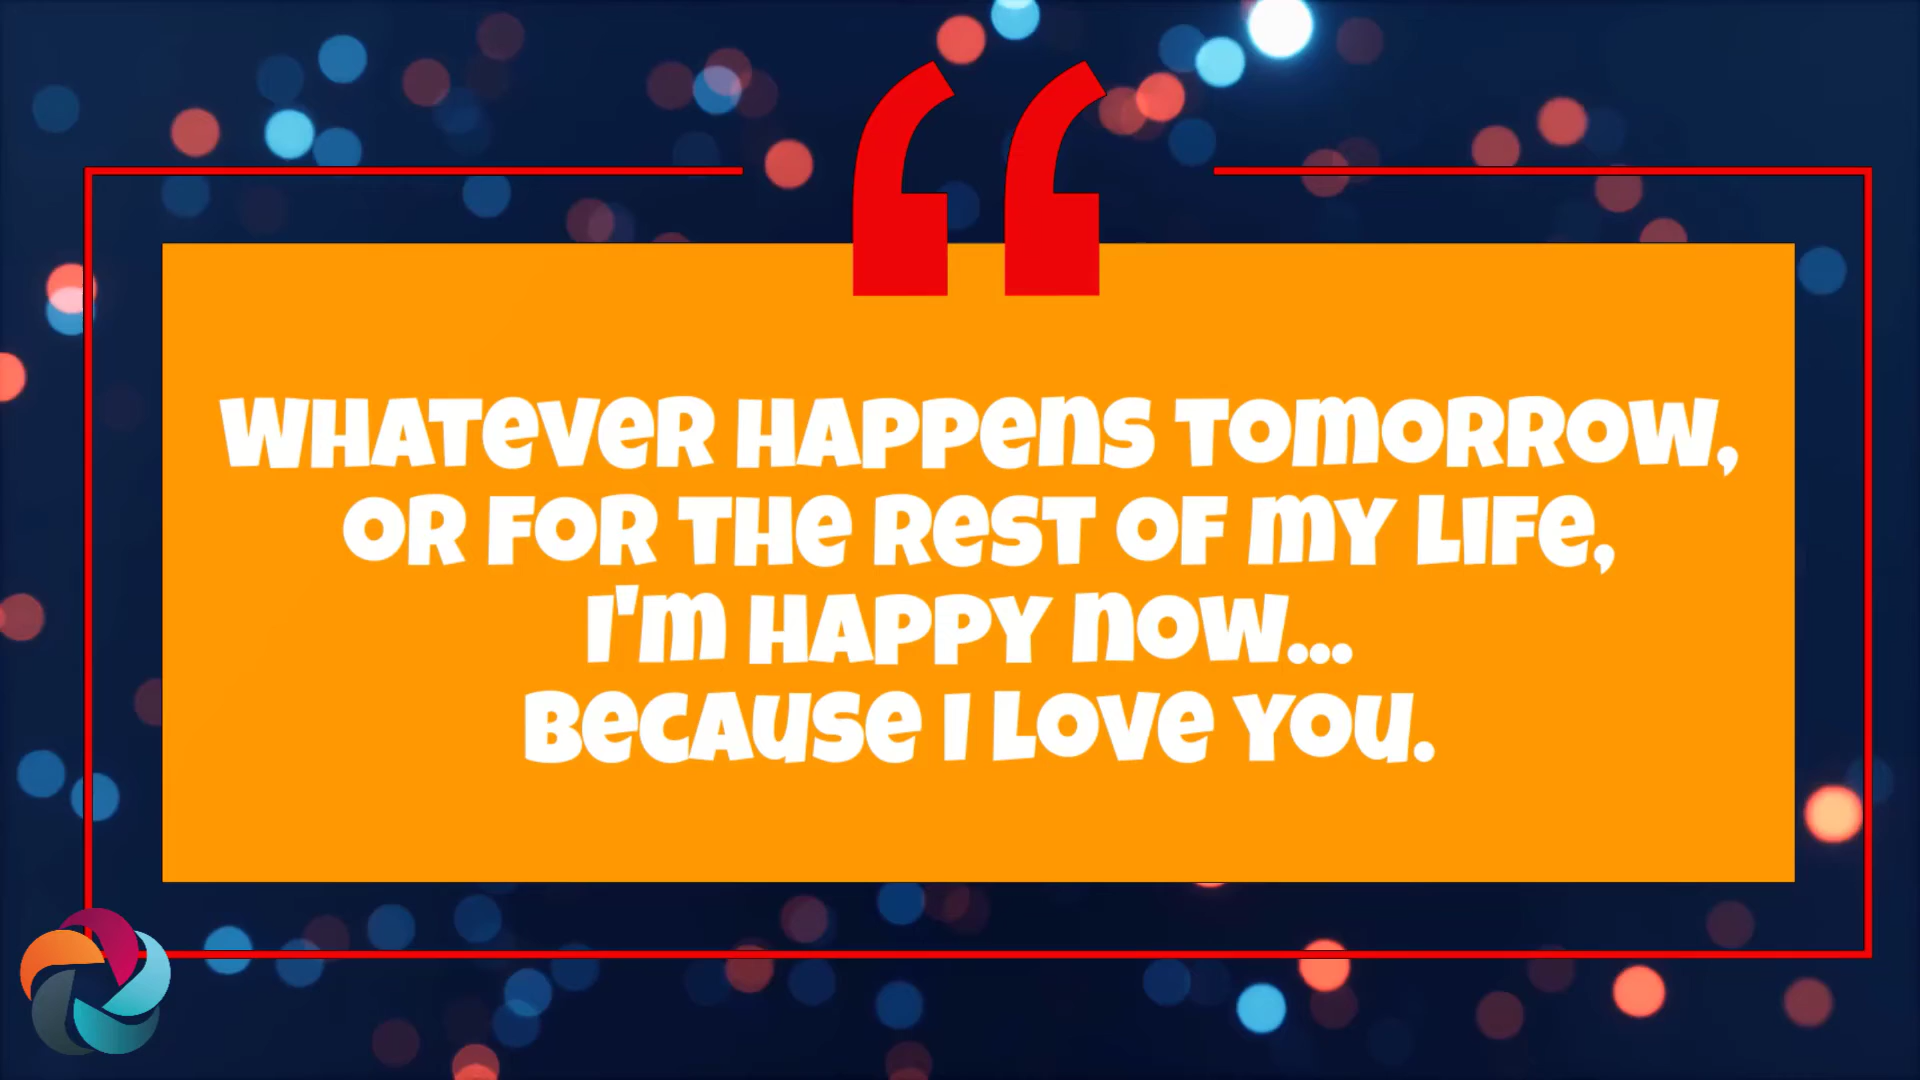 WHATEVER HAPPENS TOMORROW,
OR FOR THE REST OF MY LIFE,
I'M HAPPY NOW...
BECAUSE I LOVE YOU.